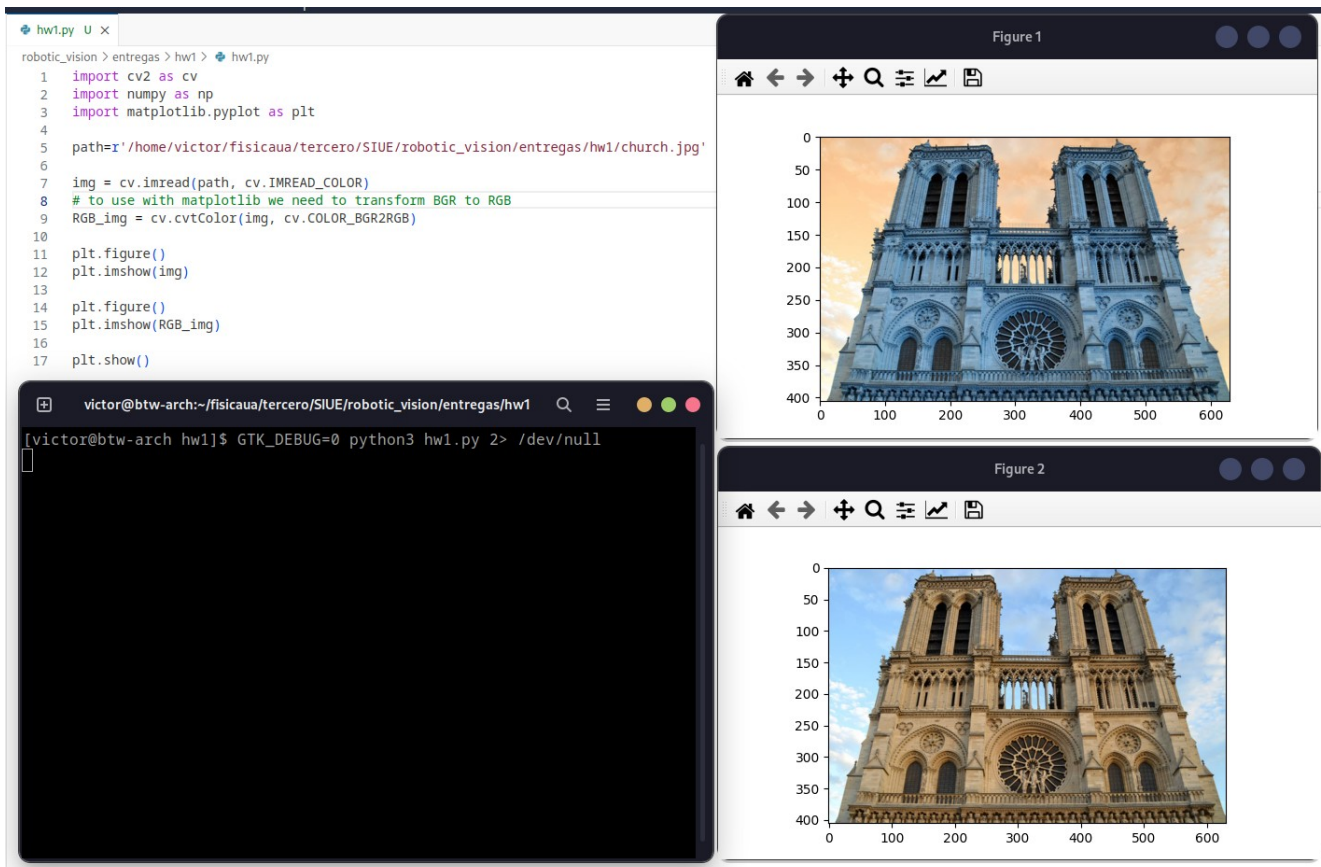 hw1.py U ×
robotic_vision > entregas > hw1 > hw1.py
1 import cv2 as cv
2 import numpy as np
3 import matplotlib.pyplot as plt
4
5 path=r'/home/victor/fisicaua/tercero/SIUE/robotic_vision/entregas/hw1/church.jpg'
6
7 img = cv.imread(path, cv.IMREAD_COLOR)
8 # to use with matplotlib we need to transform BGR to RGB
9 RGB_img = cv.cvtColor(img, cv.COLOR_BGR2RGB)
10
11 plt.figure()
12 plt.imshow(img)
13
14 plt.figure()
15 plt.imshow(RGB_img)
16
17 plt.show()
victor@btw-arch:~/fisicaua/tercero/SIUE/robotic_vision/entregas/hw1
[victor@btw-arch hw1]$ GTK_DEBUG=0 python3 hw1.py 2> /dev/null
Figure 1
0
50
100
150
200
250
300
350
400
0 100 200 300 400 500 600
Figure 2
0
50
100
150
200
250
300
350
400
0 100 200 300 400 500 600